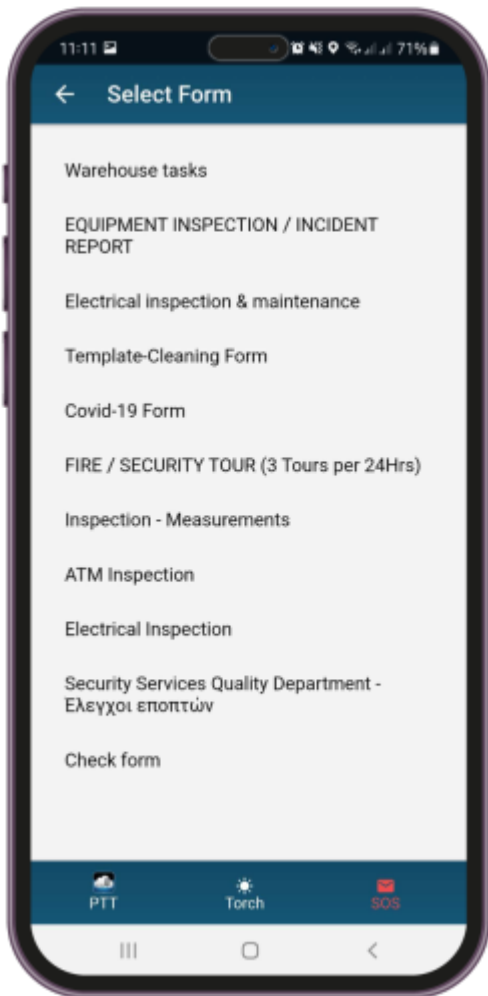 11:11 71%
Select Form
Warehouse tasks
EQUIPMENT INSPECTION / INCIDENT
REPORT
Electrical inspection & maintenance
Template-Cleaning Form
Covid-19 Form
FIRE / SECURITY TOUR (3 Tours per 24Hrs)
Inspection - Measurements
ATM Inspection
Electrical Inspection
Security Services Quality Department -
Έλεγχοι εποπτών
Check form
PTT Torch SOS